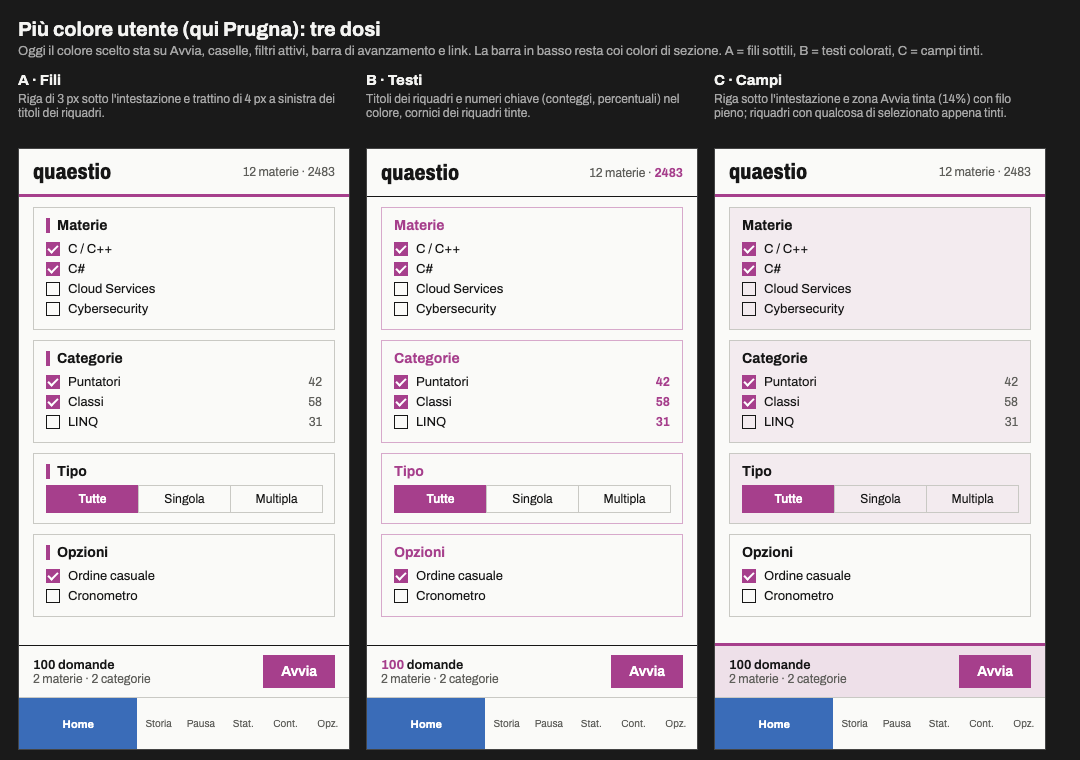 Più colore utente (qui Prugna): tre dosi
Oggi il colore scelto sta su Avvia, caselle, filtri attivi, barra di avanzamento e link. La barra in basso resta coi colori di sezione. A = fili sottili, B = testi colorati, C = campi tinti.
A · Fili
Riga di 3 px sotto l'intestazione e trattino di 4 px a sinistra dei
titoli dei riquadri.
quaestio
12 materie · 2483
Materie
C / C++
C#
Cloud Services
Cybersecurity
Categorie
Puntatori 42
Classi 58
LINQ 31
Tipo
Tutte Singola Multipla
Opzioni
Ordine casuale
Cronometro
100 domande
2 materie · 2 categorie
Avvia
Home Storia Pausa Stat. Cont. Opz.
B · Testi
Titoli dei riquadri e numeri chiave (conteggi, percentuali) nel
colore, cornici dei riquadri tinte.
quaestio
12 materie · 2483
Materie
C / C++
C#
Cloud Services
Cybersecurity
Categorie
Puntatori 42
Classi 58
LINQ 31
Tipo
Tutte Singola Multipla
Opzioni
Ordine casuale
Cronometro
100 domande
2 materie · 2 categorie
Avvia
Home Storia Pausa Stat. Cont. Opz.
C · Campi
Riga sotto l'intestazione e zona Avvia tinta (14%) con filo
pieno; riquadri con qualcosa di selezionato appena tinti.
quaestio
12 materie · 2483
Materie
C / C++
C#
Cloud Services
Cybersecurity
Categorie
Puntatori 42
Classi 58
LINQ 31
Tipo
Tutte Singola Multipla
Opzioni
Ordine casuale
Cronometro
100 domande
2 materie · 2 categorie
Avvia
Home Storia Pausa Stat. Cont. Opz.